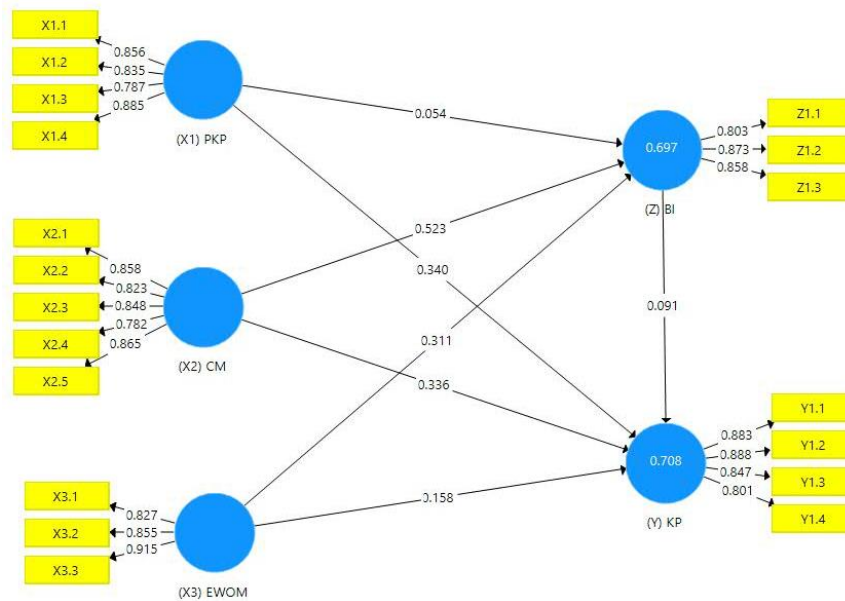 X1.1
X1.2
X1.3
X1.4
0.856
0.835
0.787
0.885
(X1) PKP
X2.1
X2.2
X2.3
X2.4
X2.5
0.858
0.823
0.848
0.782
0.865
(X2) CM
X3.1
X3.2
X3.3
0.827
0.855
0.915
(X3) EWOM
0.054
0.523
0.340
0.311
0.336
0.158
0.697
(Z) BI
0.803
0.873
0.858
Z1.1
Z1.2
Z1.3
0.091
0.708
(Y) KP
0.883
0.888
0.847
0.801
Y1.1
Y1.2
Y1.3
Y1.4